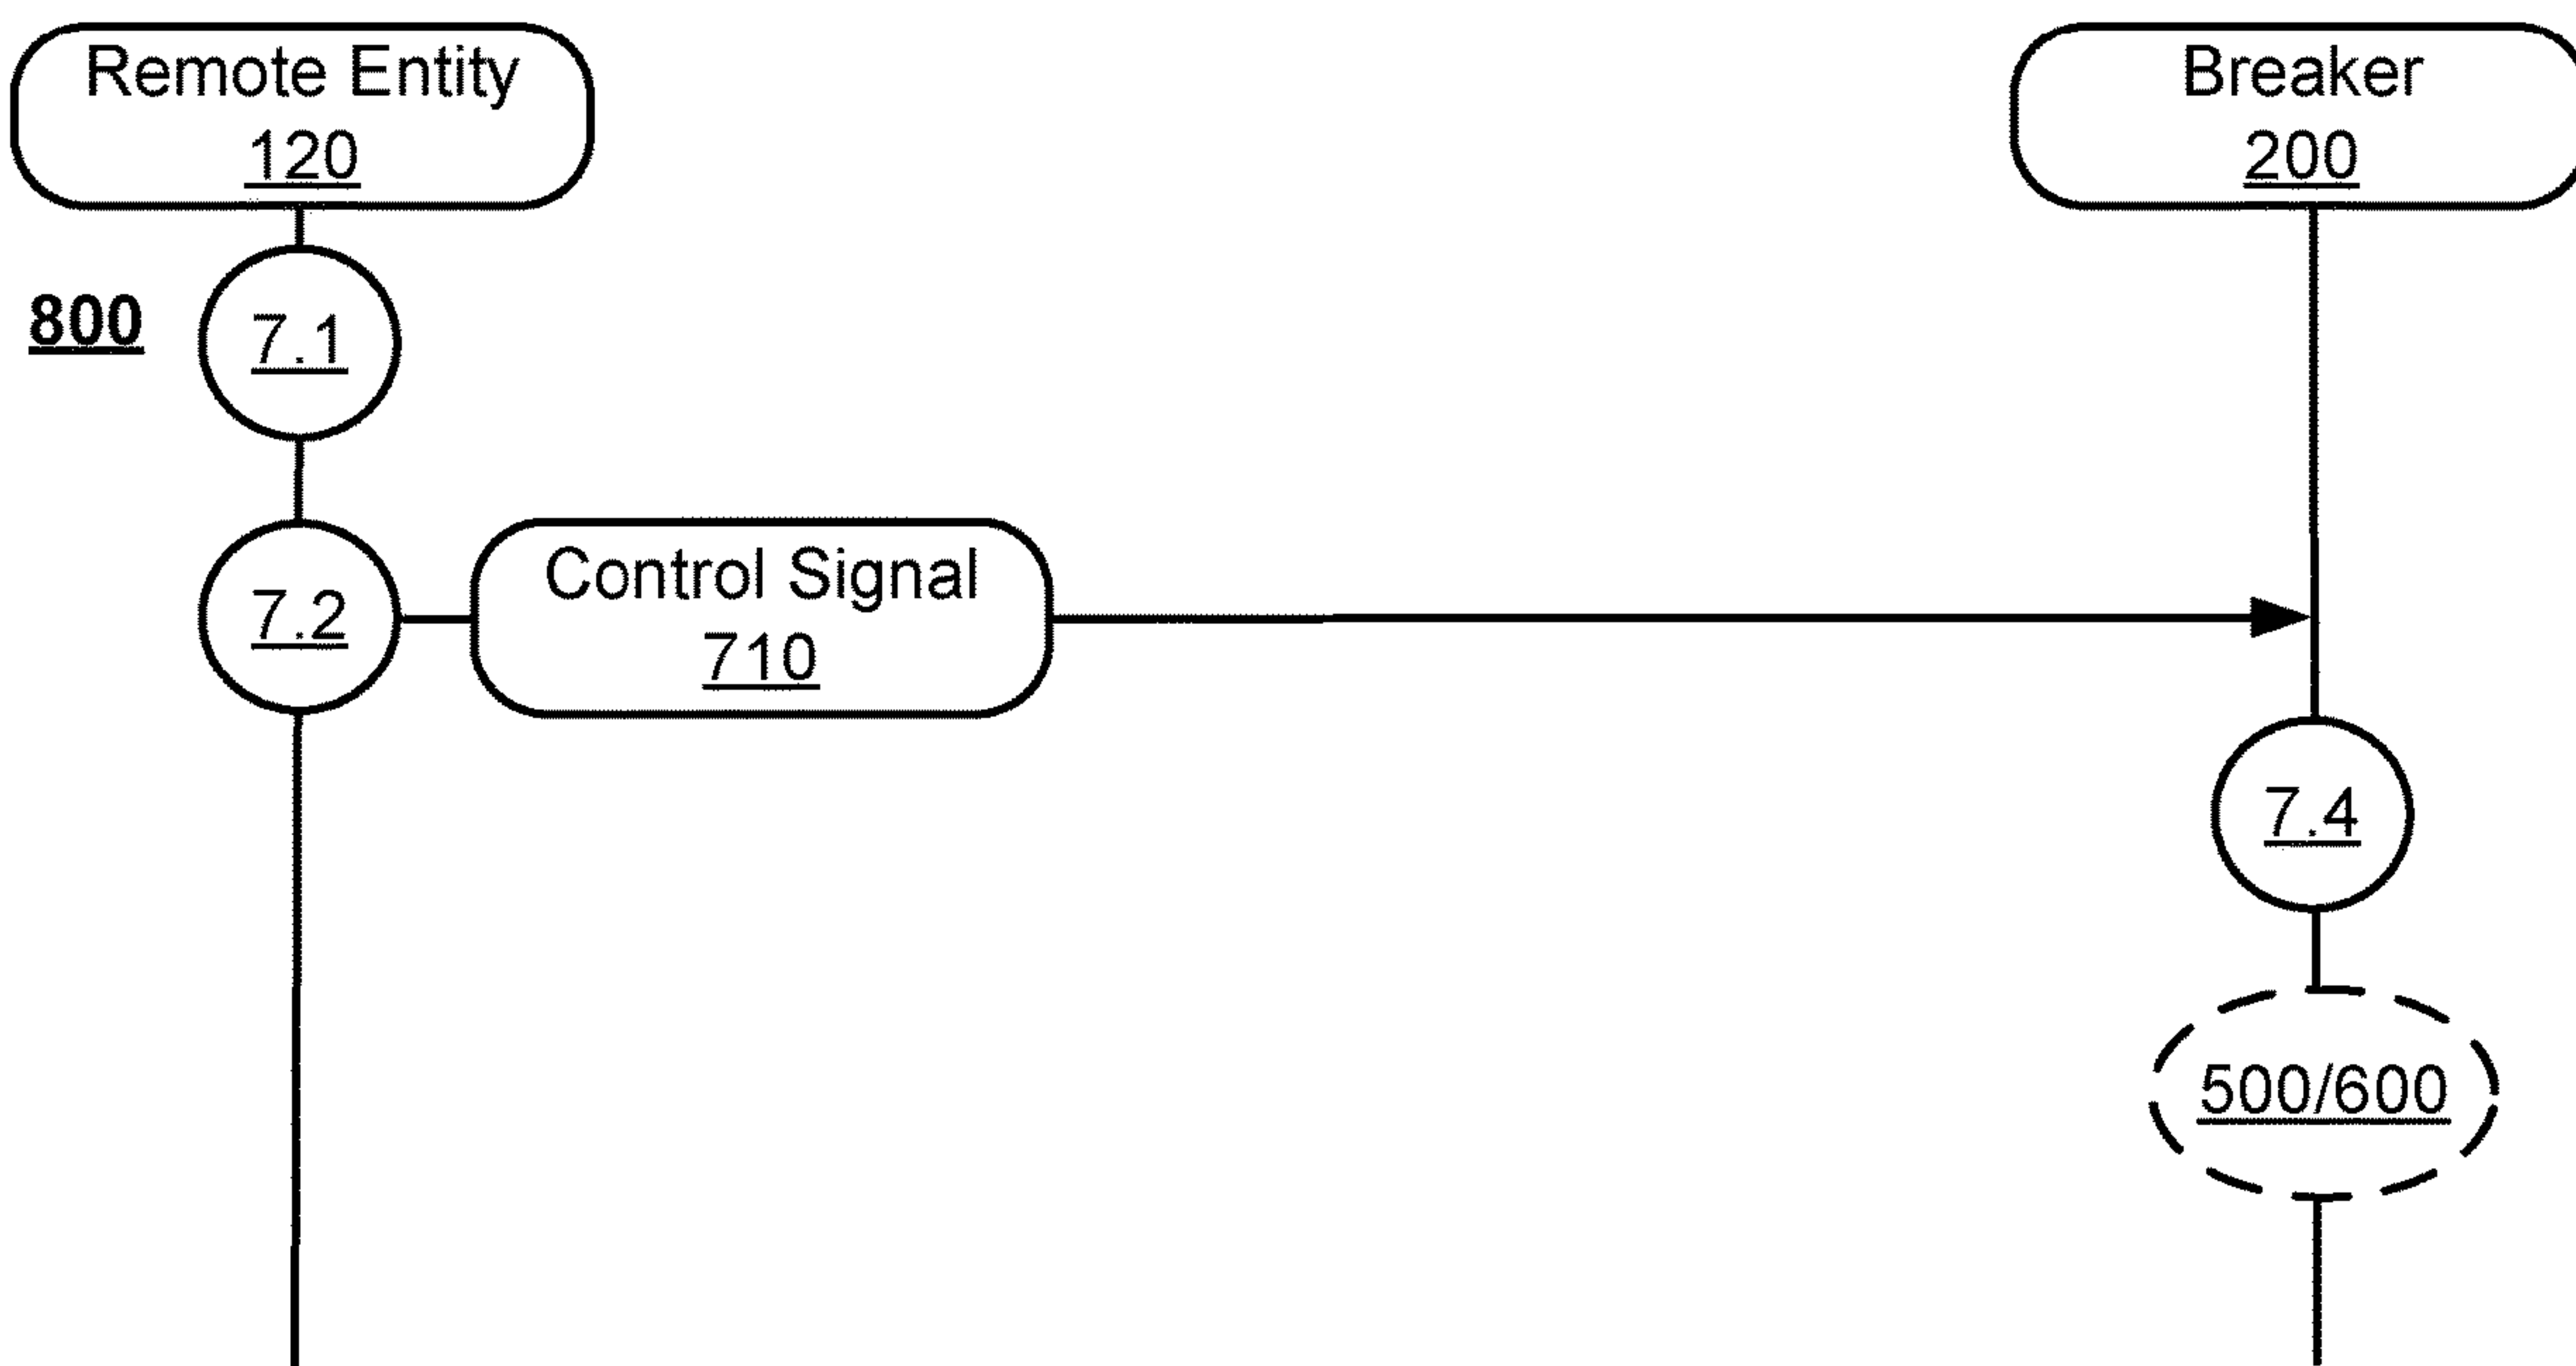 Remote Entity
120
Breaker
200
800
7.1
7.2
Control Signal
710
7.4
500/600